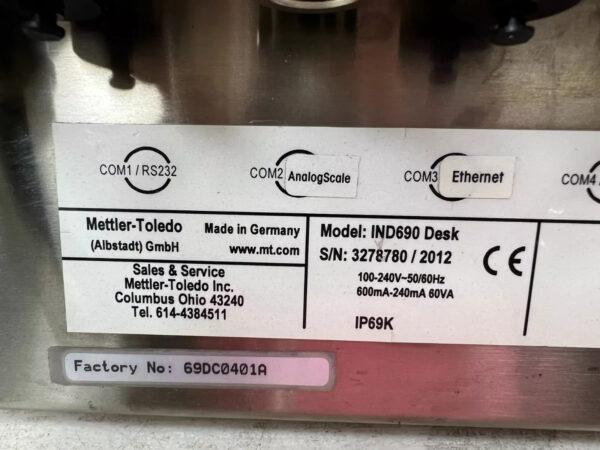 COM1 / RS232
COM2 AnalogScale
COM3 Ethernet
COM4 /
Mettler-Toledo
(Albstadt) GmbH
Made in Germany
www.mt.com
Sales & Service
Mettler-Toledo Inc.
Columbus Ohio 43240
Tel. 614-4384511
Model: IND690 Desk
S/N: 3278780 / 2012
100-240V~50/60Hz
600mA-240mA 60VA
IP69K
CE
Factory No: 69DC0401A